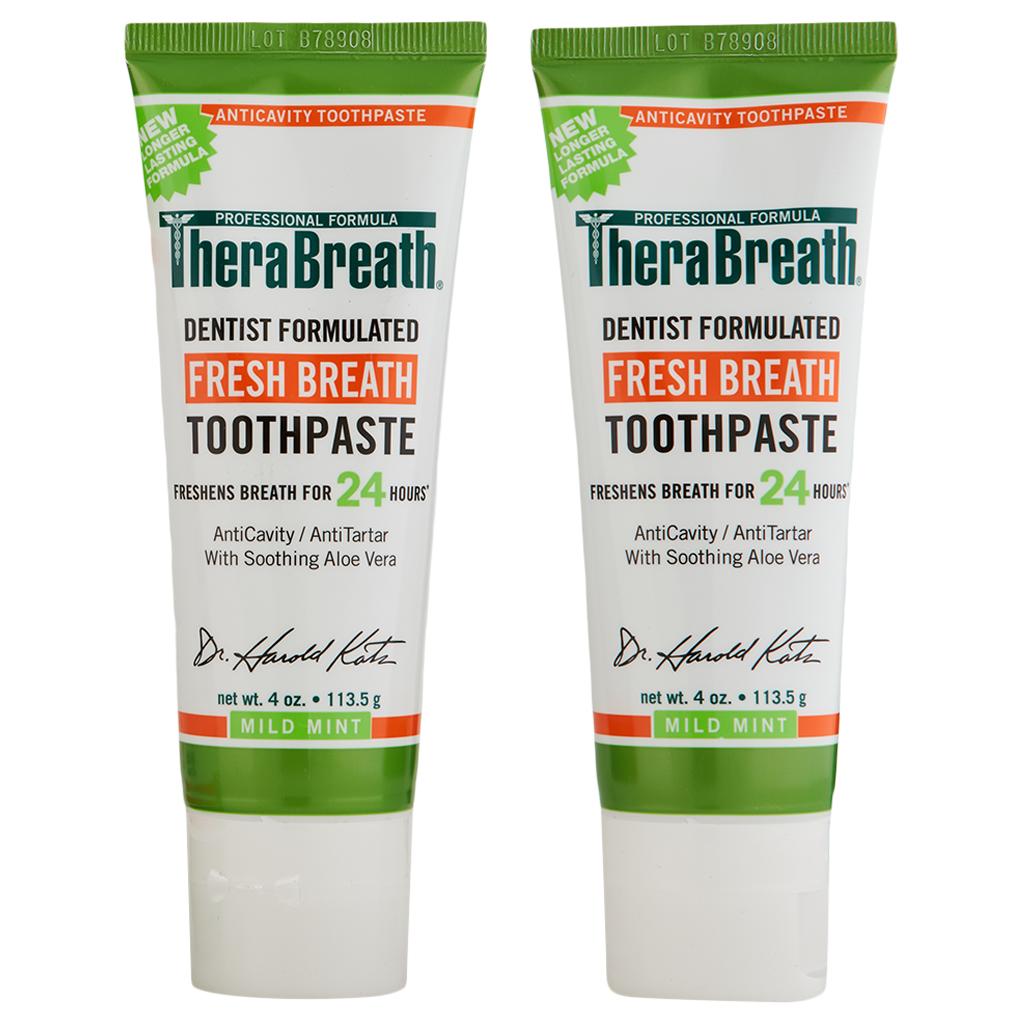 LOT B78908
ANTICAVITY TOOTHPASTE
NEW
LONGER
LASTING
FORMULA
PROFESSIONAL FORMULA
TheraBreath®
DENTIST FORMULATED
FRESH BREATH
TOOTHPASTE
FRESHENS BREATH FOR 24 HOURS*
AntiCavity / AntiTartar
With Soothing Aloe Vera
Dr. Harold Katz
net wt. 4 oz. • 113.5 g
MILD MINT
LOT B78908
ANTICAVITY TOOTHPASTE
NEW
LONGER
LASTING
FORMULA
PROFESSIONAL FORMULA
TheraBreath®
DENTIST FORMULATED
FRESH BREATH
TOOTHPASTE
FRESHENS BREATH FOR 24 HOURS*
AntiCavity / AntiTartar
With Soothing Aloe Vera
Dr. Harold Katz
net wt. 4 oz. • 113.5 g
MILD MINT